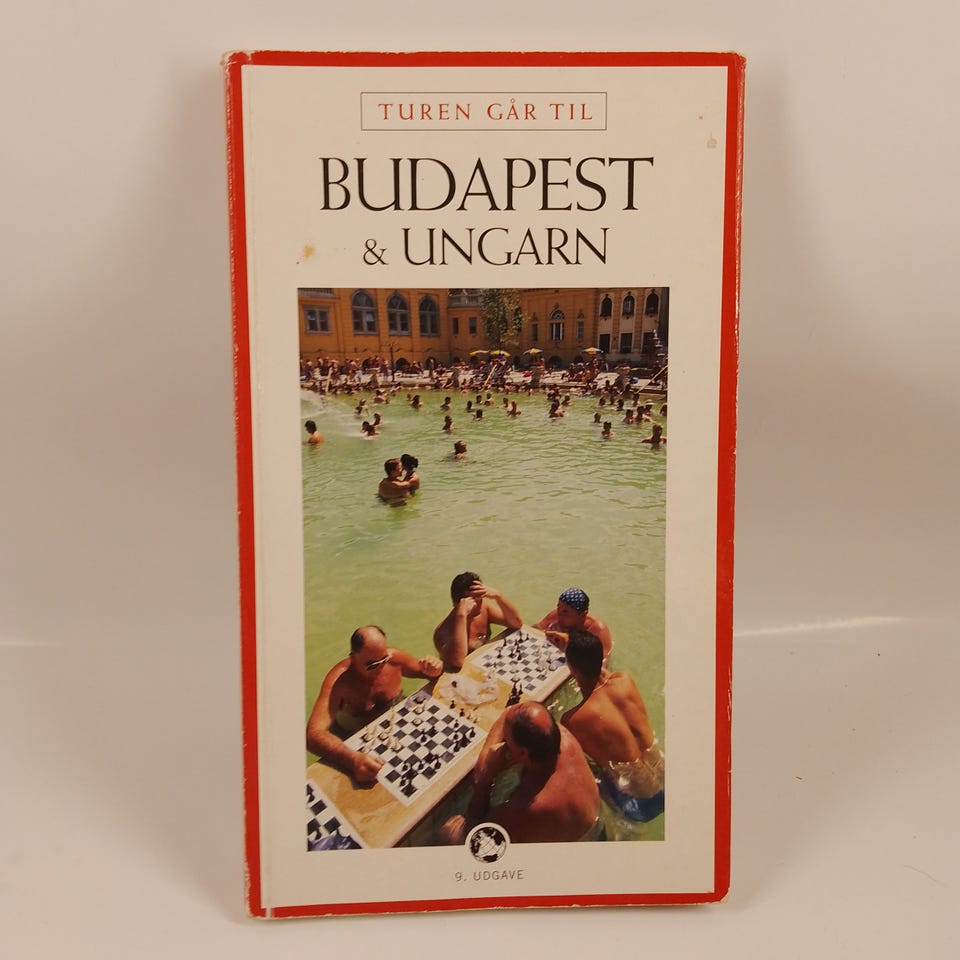 TUREN GÅR TIL
BUDAPEST
& UNGARN
9. UDGAVE